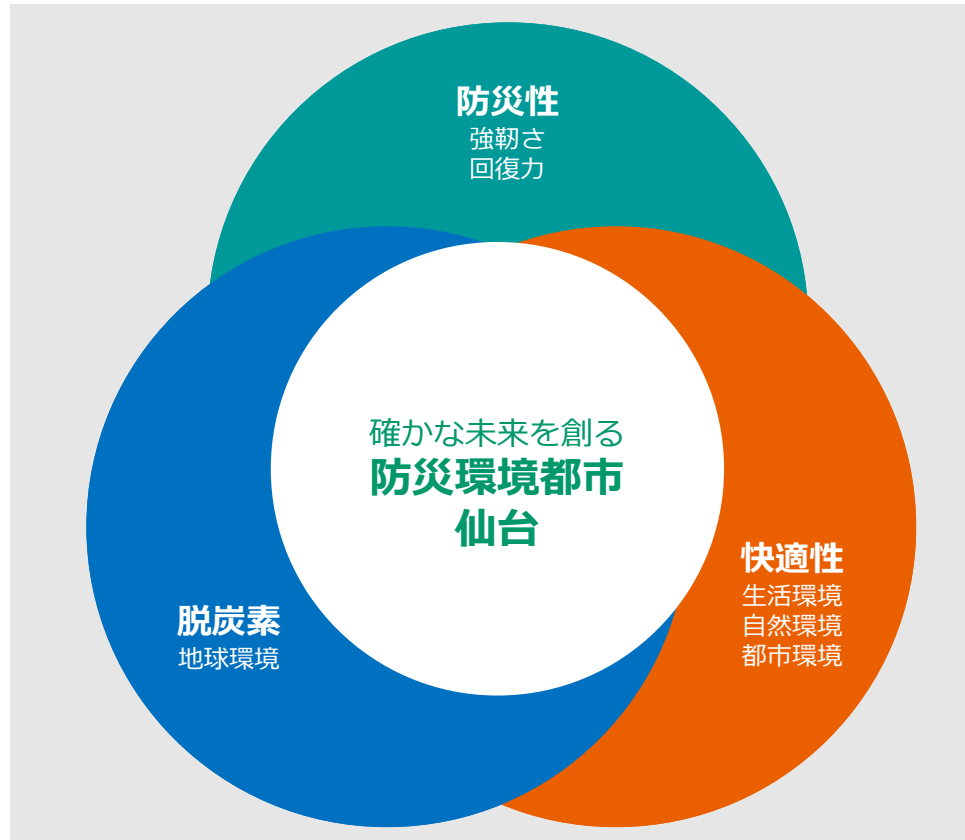 防災性
強靭さ
回復力
確かな未来を創る
防災環境都市
仙台
脱炭素
地球環境
快適性
生活環境
自然環境
都市環境